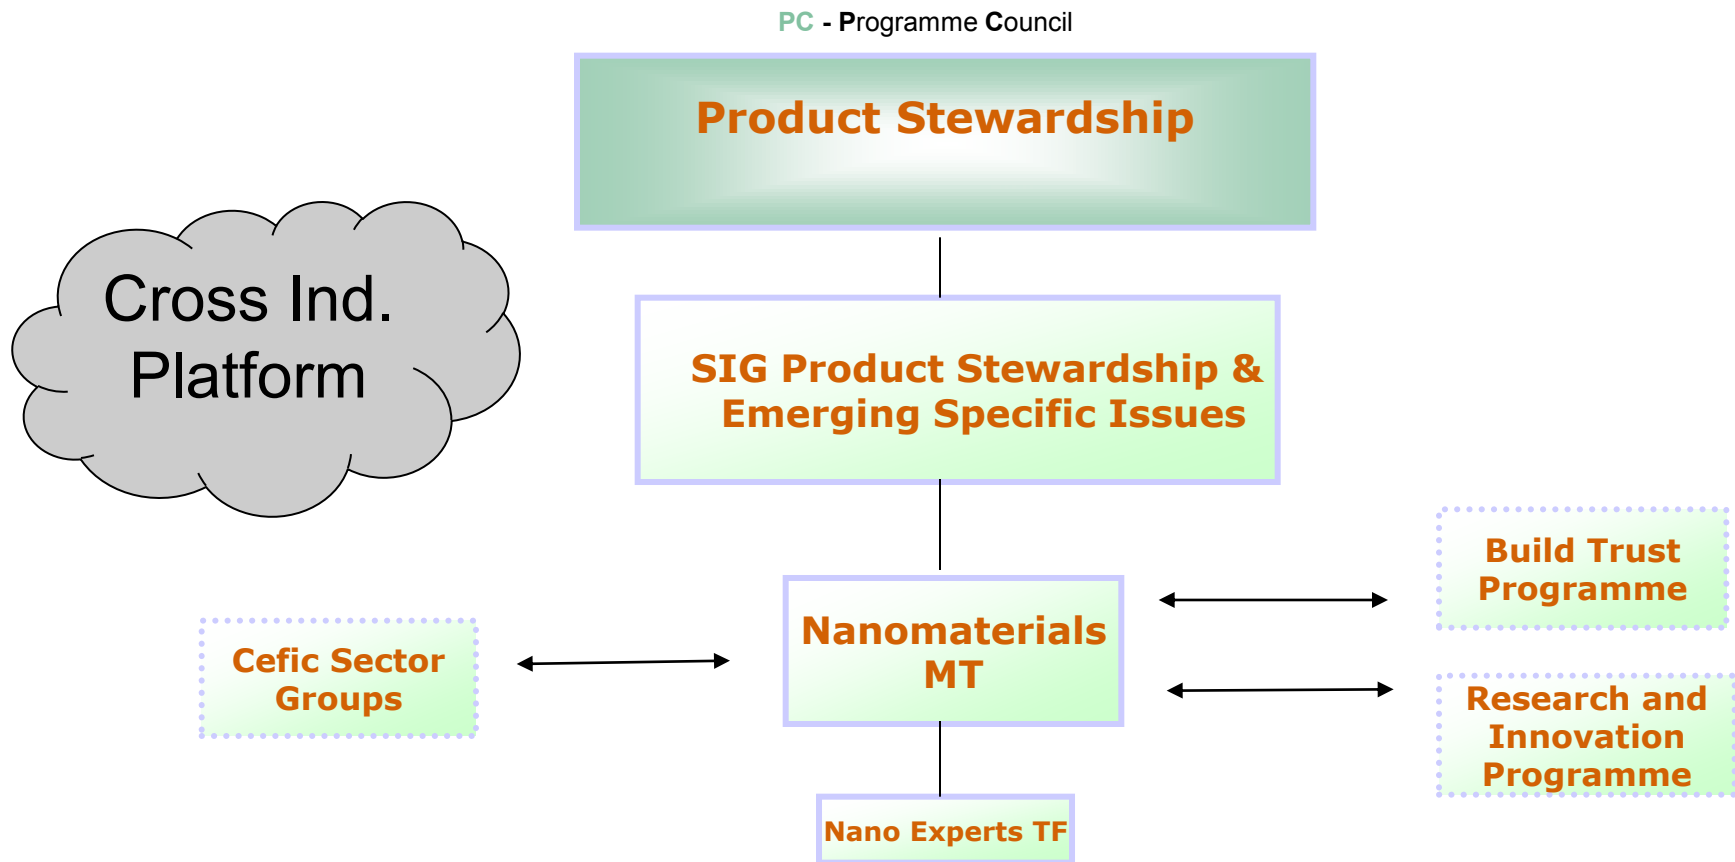 PC - Programme Council
Product Stewardship
Cross Ind.
Platform
SIG Product Stewardship &
Emerging Specific Issues
Build Trust
Programme
Nanomaterials
MT
Cefic Sector
Groups
Research and
Innovation
Programme
Nano Experts TF